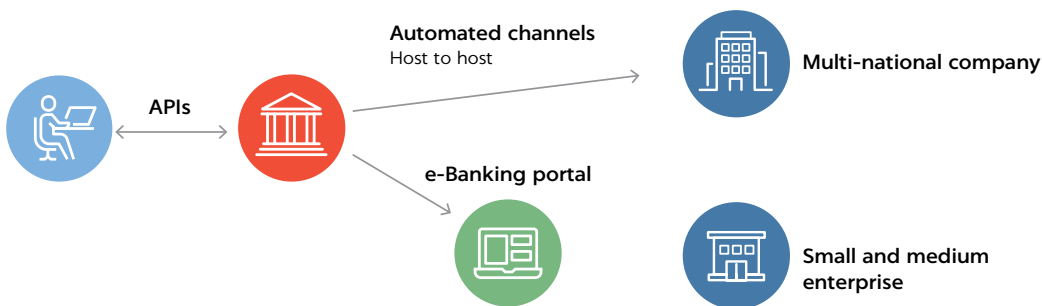 Automated channels
Host to host
Multi-national company
APIs
e-Banking portal
Small and medium
enterprise